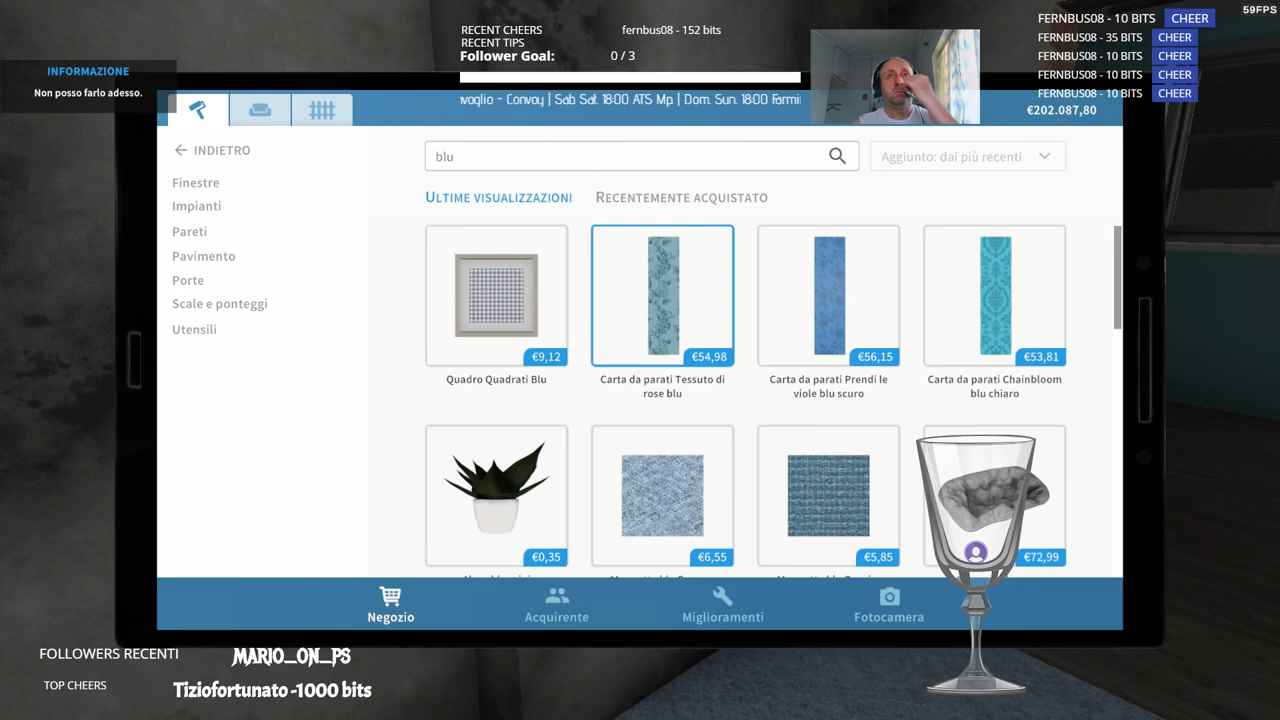 59FPS
RECENT CHEERS
fernbus08 - 152 bits
RECENT TIPS
Follower Goal:
0 / 3
FERNBUS08 - 10 BITS CHEER
FERNBUS08 - 35 BITS CHEER
FERNBUS08 - 10 BITS CHEER
FERNBUS08 - 10 BITS CHEER
FERNBUS08 - 10 BITS CHEER
INFORMAZIONE
Non posso farlo adesso.
voglio - Convoy | Sab Sat. 18:00 ATS Mp | Dom. Sun. 18:00 Farmi
€202.087,80
INDIETRO
Finestre
Impianti
Pareti
Pavimento
Porte
Scale e ponteggi
Utensili
blu
Aggiunto: dai più recenti
ULTIME VISUALIZZAZIONI
RECENTEMENTE ACQUISTATO
€9,12
€54,98
€56,15
€53,81
Quadro Quadrati Blu
Carta da parati Tessuto di
rose blu
Carta da parati Prendi le
viole blu scuro
Carta da parati Chainbloom
blu chiaro
€0,35
€6,55
€5,85
€72,99
Negozio
Acquirente
Miglioramenti
Fotocamera
FOLLOWERS RECENTI
MARIO_ON_PS
TOP CHEERS
Tiziofortunato -1000 bits